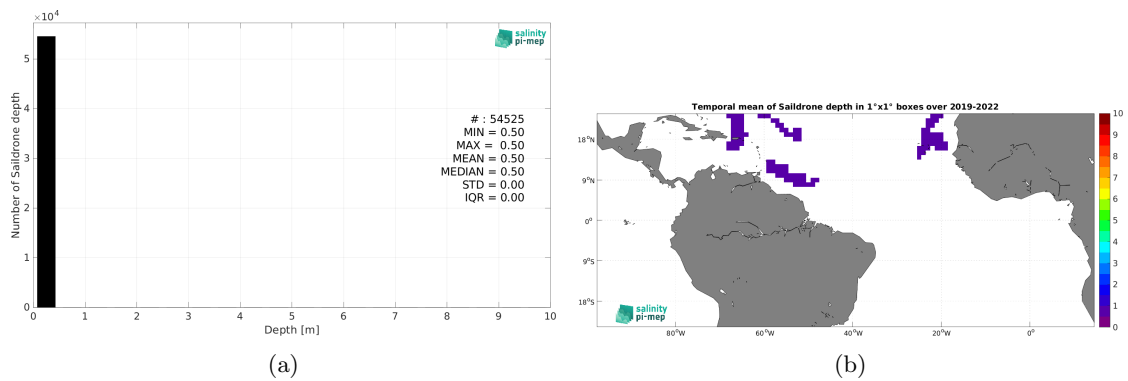 ×10⁴
5
4
3
2
1
0
Number of Saildrone depth
0 1 2 3 4 5 6 7 8 9 10
Depth [m]
salinity
pi-mep
# : 54525
MIN = 0.50
MAX = 0.50
MEAN = 0.50
MEDIAN = 0.50
STD = 0.00
IQR = 0.00
(a)
Temporal mean of Saildrone depth in 1°x1° boxes over 2019-2022
18°N
9°N
0°
9°S
18°S
80°W 60°W 40°W 20°W 0°
salinity
pi-mep
10
9
8
7
6
5
4
3
2
1
0
(b)